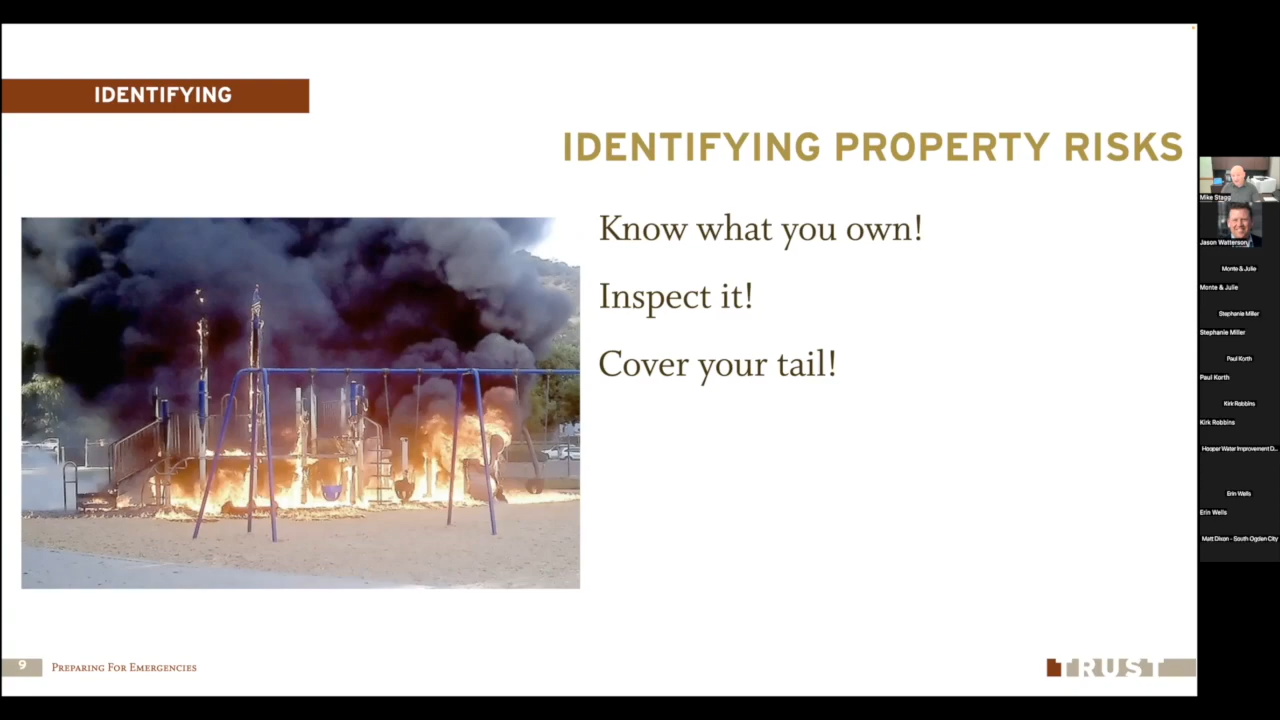 IDENTIFYING
IDENTIFYING PROPERTY RISKS
Know what you own!
Inspect it!
Cover your tail!
9
PREPARING FOR EMERGENCIES
TRUST
Mike Stagg
Jason Watterson
Monte & Julie
Monte & Julie
Stephanie Miller
Stephanie Miller
Paul Korth
Paul Korth
Kirk Robbins
Kirk Robbins
Hooper Water Improvement D...
Erin Wells
Erin Wells
Matt Dixon - South Ogden City